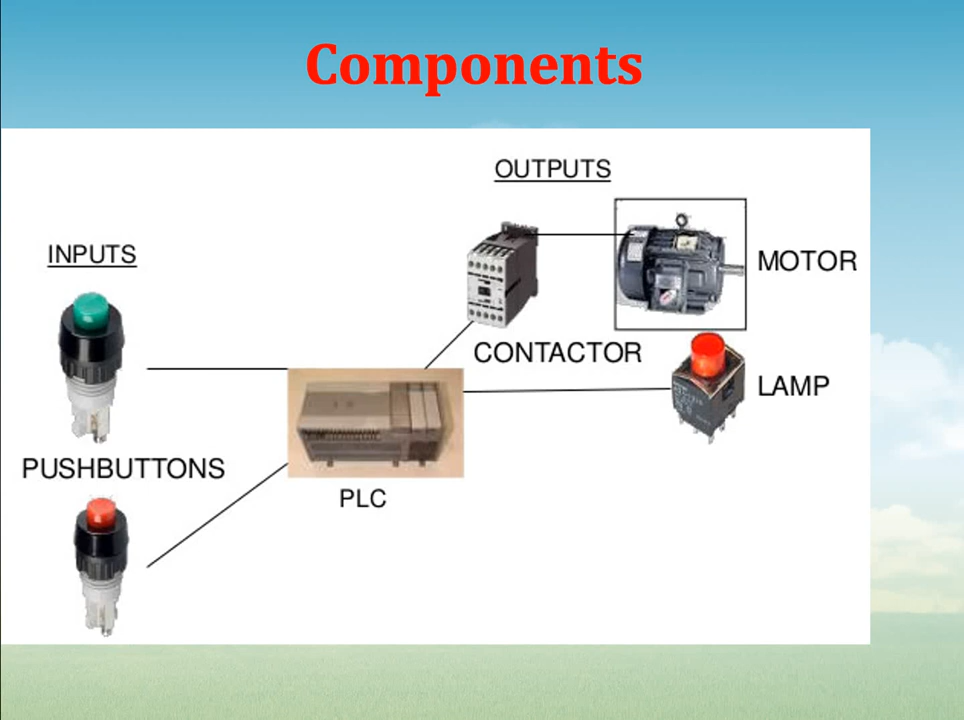 Components
OUTPUTS
INPUTS
MOTOR
CONTACTOR
LAMP
PUSHBUTTONS
PLC